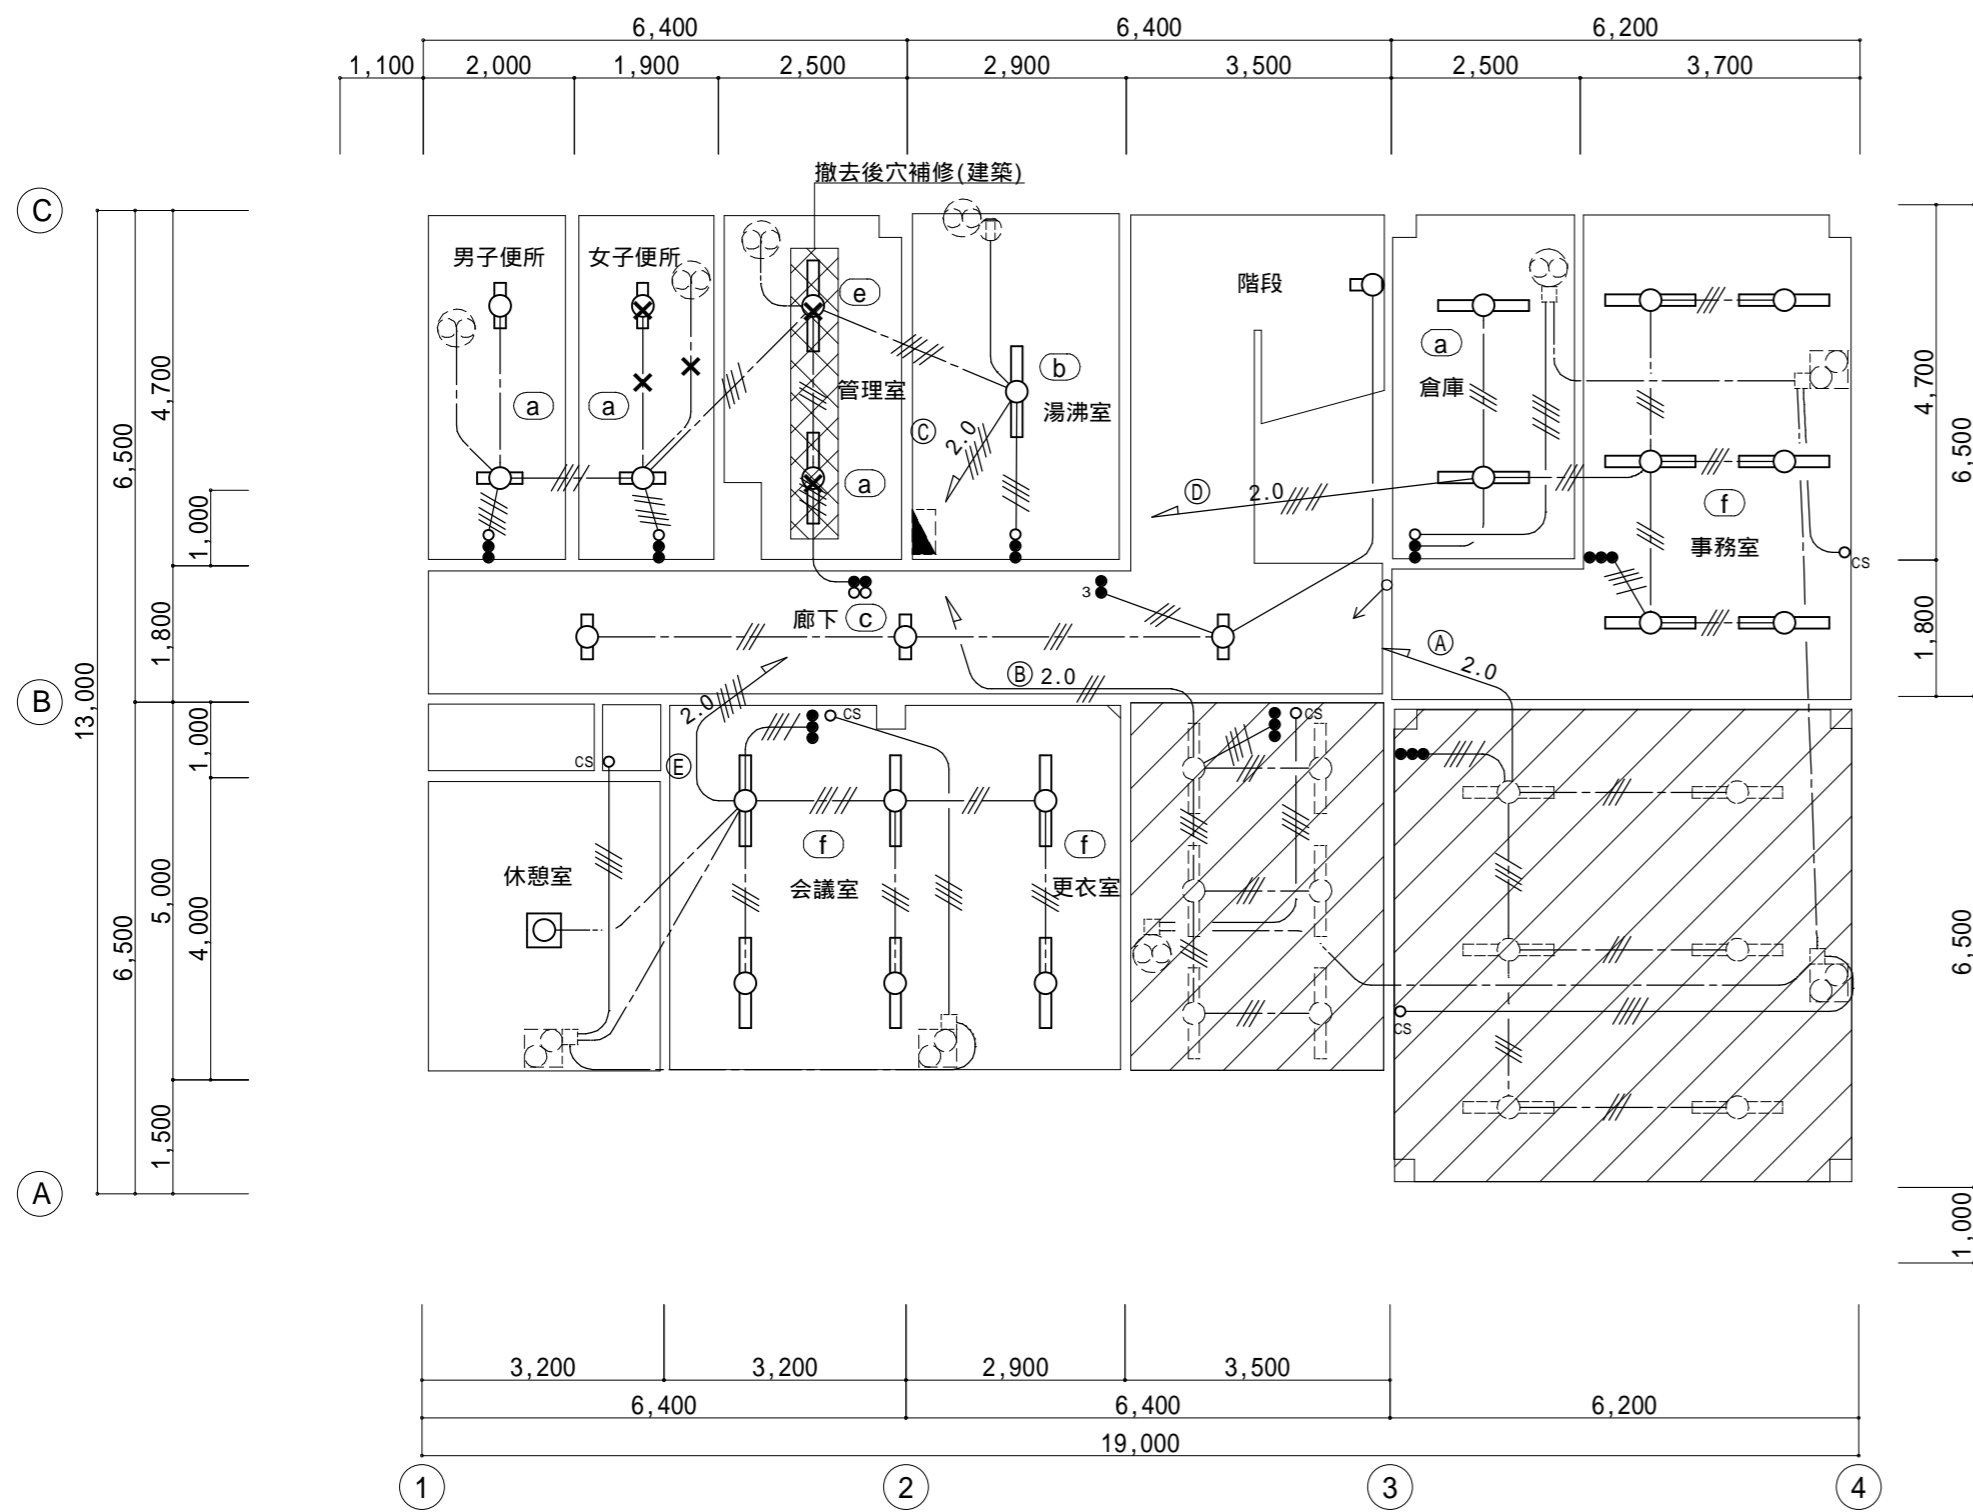 6,400 6,400 6,200
1,100 2,000 1,900 2,500 2,900 3,500 2,500 3,700
撤去後穴補修(建築)
C
男子便所 女子便所 e 階段
a a 管理室 b 湯沸室 a 倉庫
a C 2.0 D 2.0 f 事務室
CS
3
廊下 c
A 2.0
B 2.0
2.0
CS CS
CS E
f f
休憩室 会議室 更衣室
CS
B
A
13,000
6,500
6,500
4,700
1,000
1,800
1,000
5,000
4,000
1,500
4,700
1,800
6,500
6,500
1,000
3,200 3,200 2,900 3,500
6,400 6,400 6,200
19,000
1 2 3 4